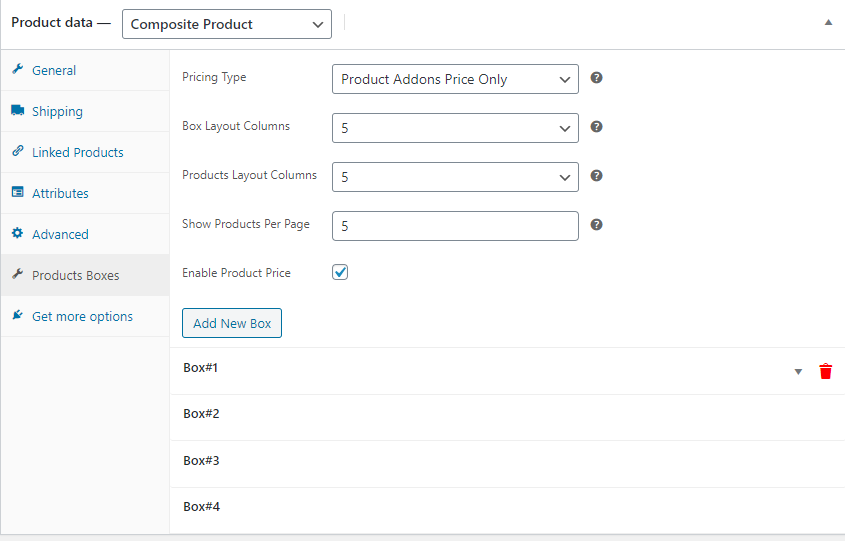 Product data — Composite Product
General
Shipping
Linked Products
Attributes
Advanced
Products Boxes
Get more options
Pricing Type Product Addons Price Only ?
Box Layout Columns 5 ?
Products Layout Columns 5 ?
Show Products Per Page 5 ?
Enable Product Price
Add New Box
Box#1
Box#2
Box#3
Box#4